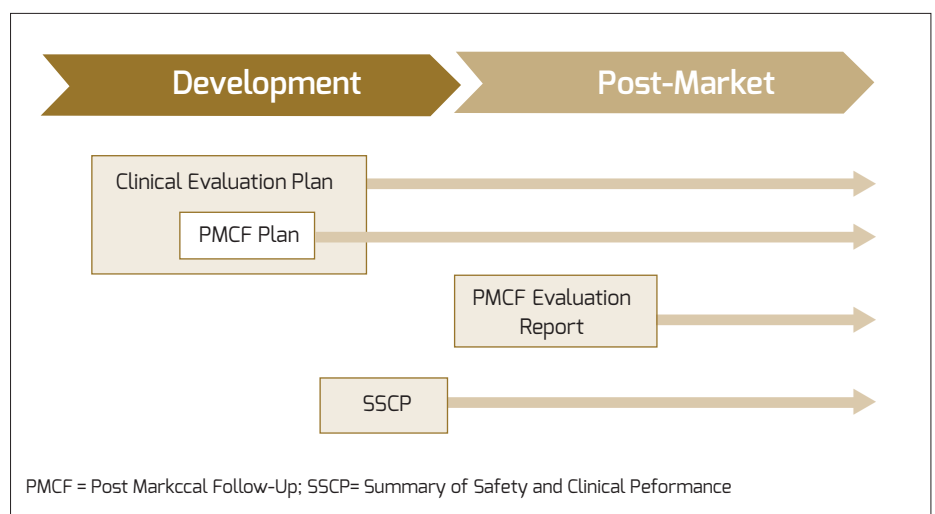 Development
Post-Market
Clinical Evaluation Plan
PMCF Plan
PMCF Evaluation
Report
SSCP
PMCF = Post Markccal Follow-Up; SSCP= Summary of Safety and Clinical Peformance